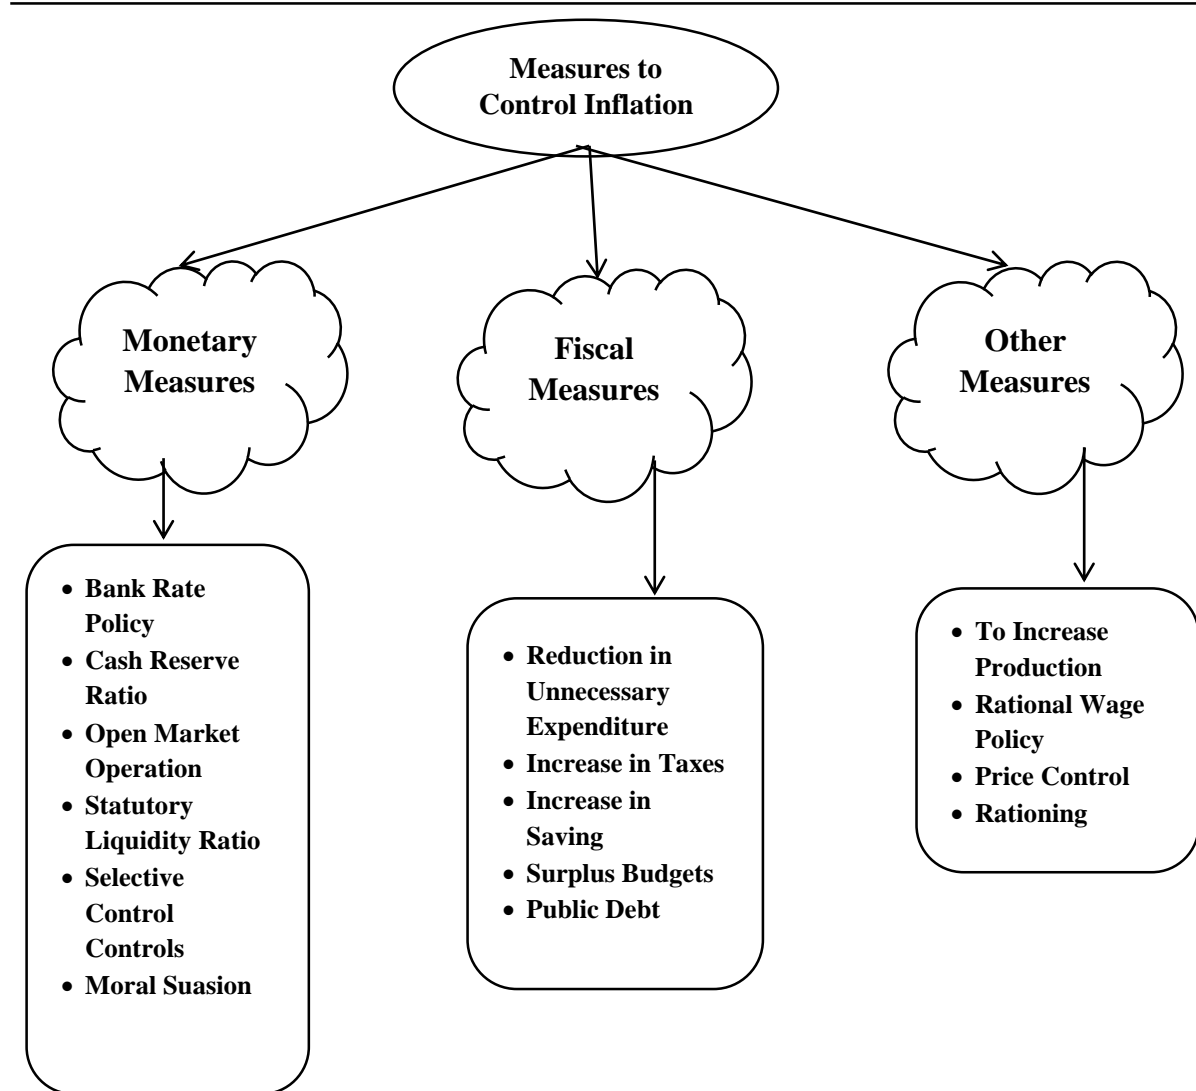 Measures to
Control Inflation
Monetary
Measures
Fiscal
Measures
Other
Measures
• Bank Rate
Policy
• Cash Reserve
Ratio
• Open Market
Operation
• Statutory
Liquidity Ratio
• Selective
Control
Controls
• Moral Suasion
• Reduction in
Unnecessary
Expenditure
• Increase in Taxes
• Increase in
Saving
• Surplus Budgets
• Public Debt
• To Increase
Production
• Rational Wage
Policy
• Price Control
• Rationing